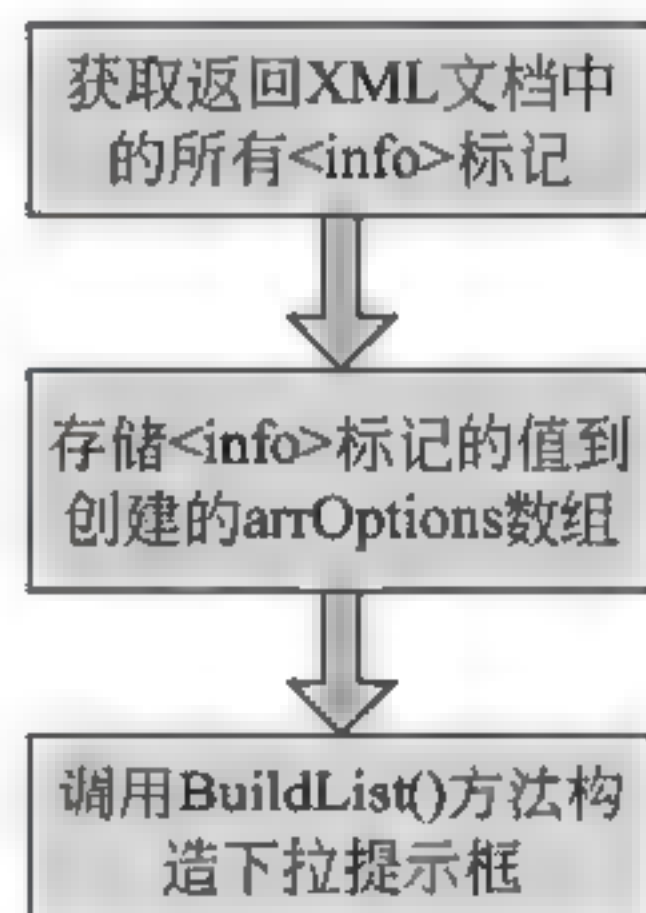 获取返回XML文档中
的所有<info>标记
存储<info>标记的值到
创建的arrOptions数组
调用BuildList()方法构
造下拉提示框